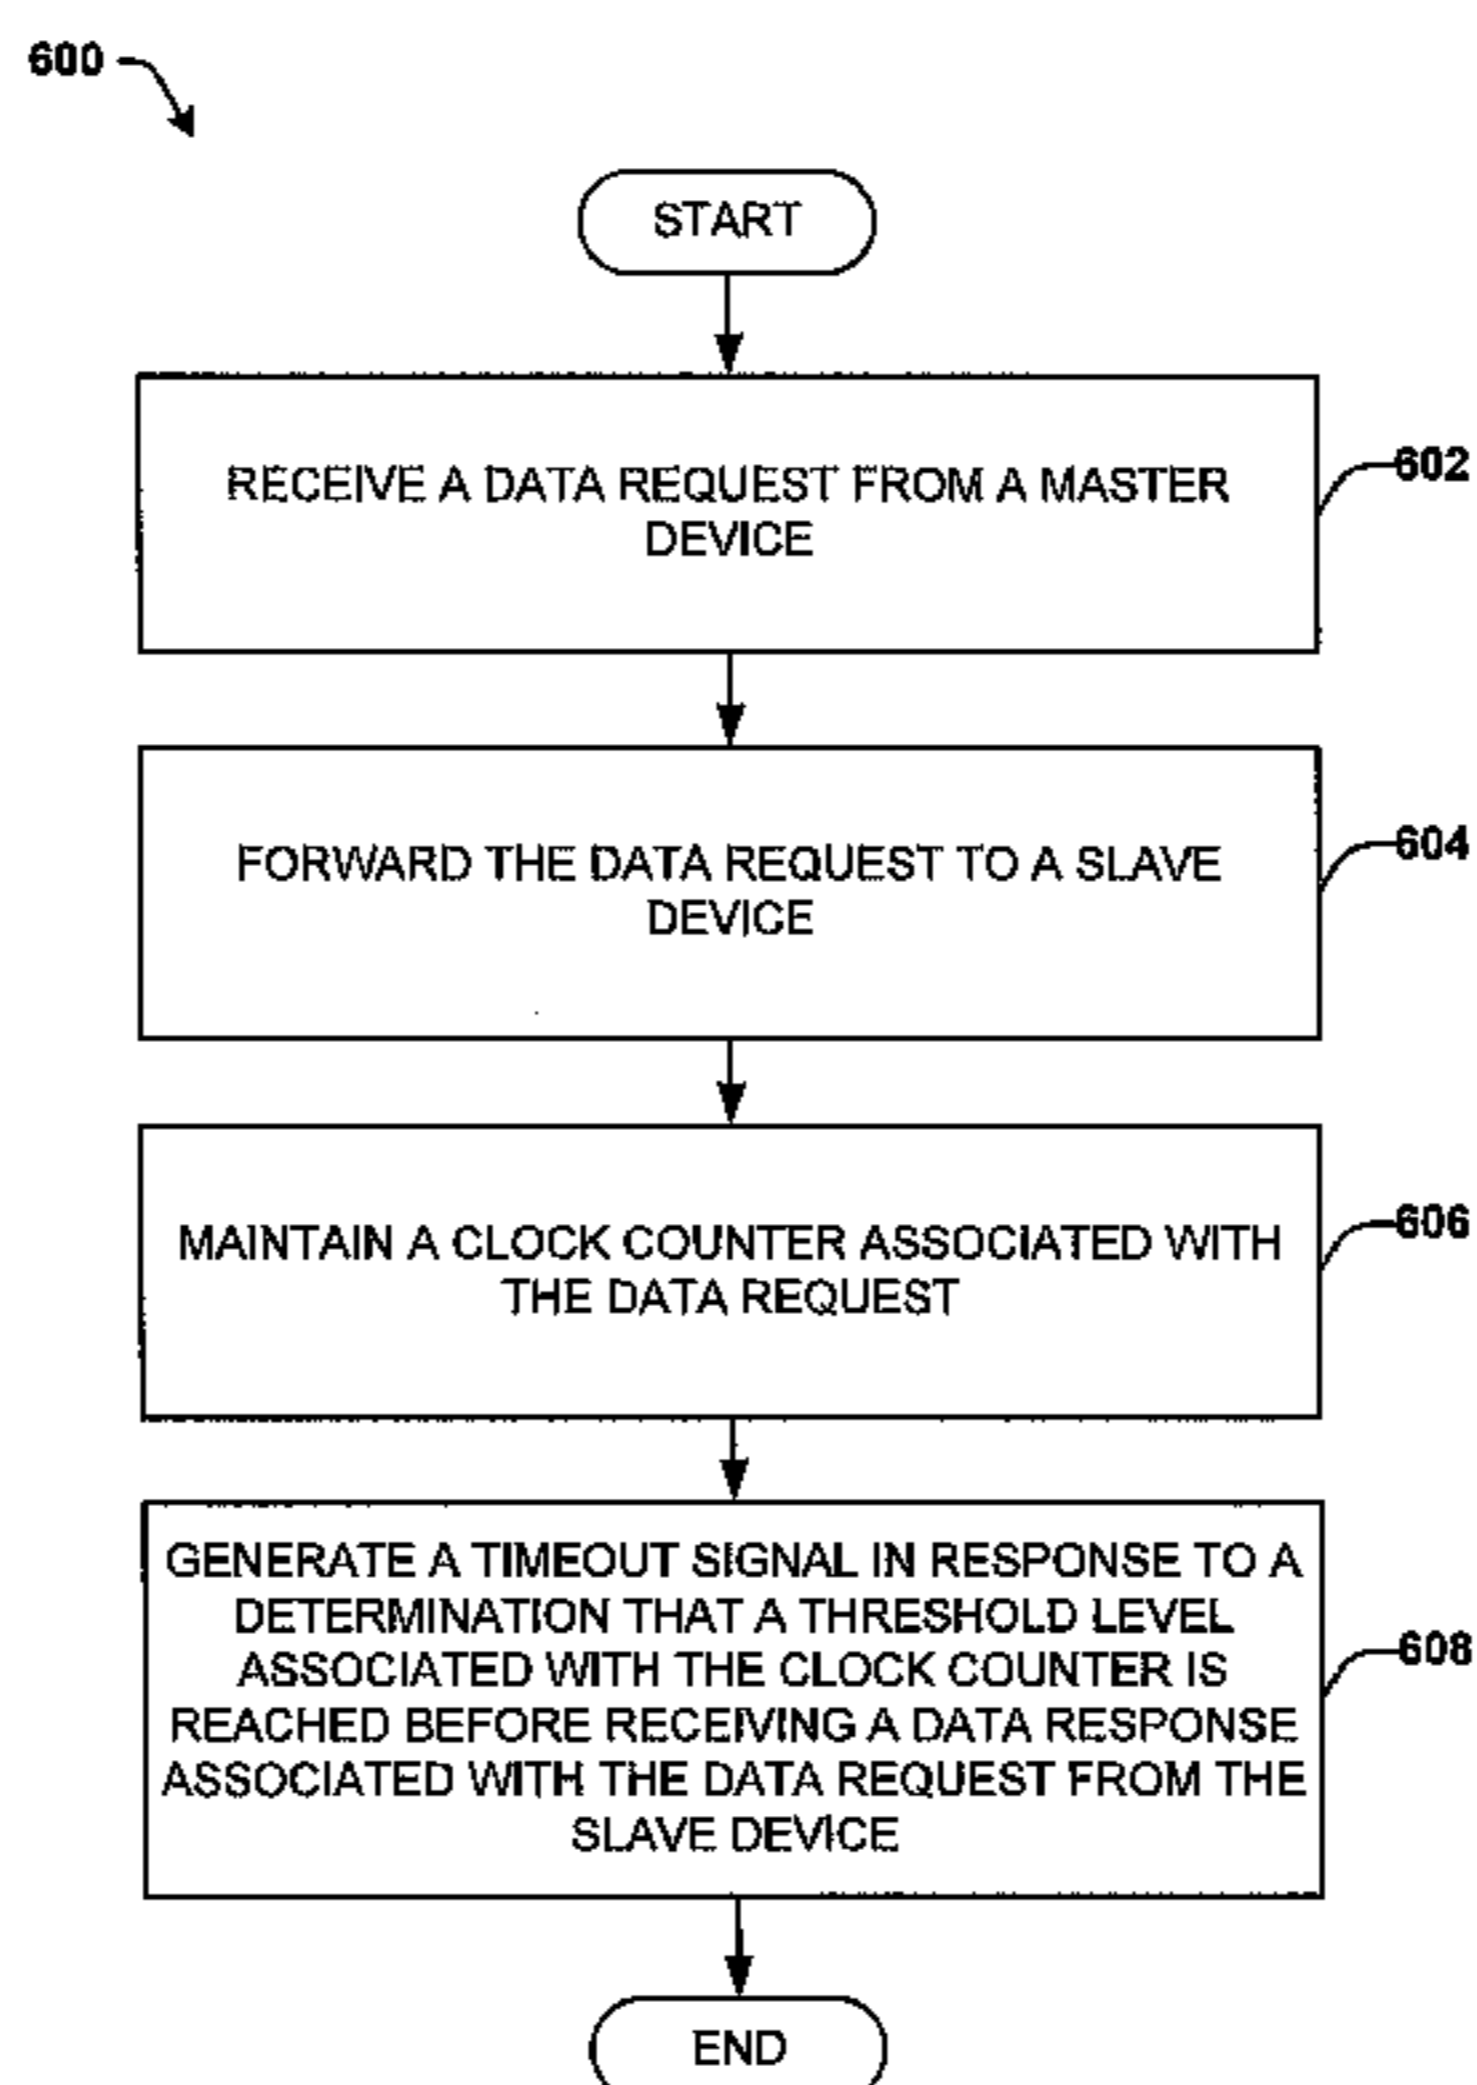 600
START
RECEIVE A DATA REQUEST FROM A MASTER
DEVICE
602
FORWARD THE DATA REQUEST TO A SLAVE
DEVICE
604
MAINTAIN A CLOCK COUNTER ASSOCIATED WITH
THE DATA REQUEST
606
GENERATE A TIMEOUT SIGNAL IN RESPONSE TO A
DETERMINATION THAT A THRESHOLD LEVEL
ASSOCIATED WITH THE CLOCK COUNTER IS
REACHED BEFORE RECEIVING A DATA RESPONSE
ASSOCIATED WITH THE DATA REQUEST FROM THE
SLAVE DEVICE
608
END